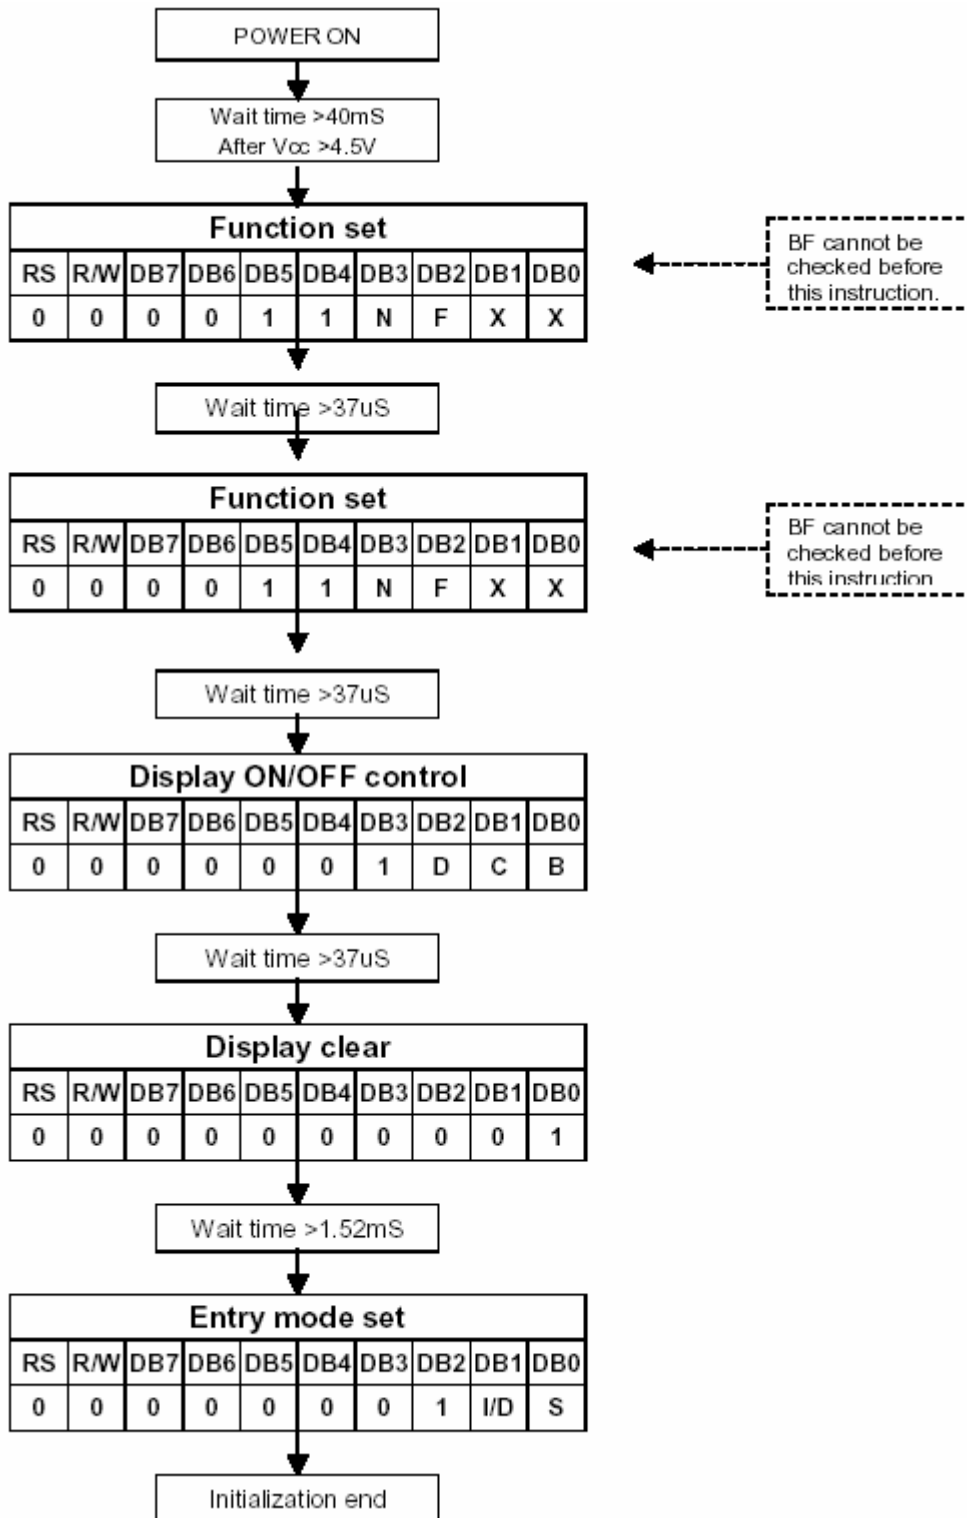 POWER ON
Wait time >40mS
After Vcc >4.5V
Function set
RS R/W DB7 DB6 DB5 DB4 DB3 DB2 DB1 DB0
0 0 0 0 1 1 N F X X
BF cannot be
checked before
this instruction.
Wait time >37uS
Function set
RS R/W DB7 DB6 DB5 DB4 DB3 DB2 DB1 DB0
0 0 0 0 1 1 N F X X
BF cannot be
checked before
this instruction
Wait time >37uS
Display ON/OFF control
RS R/W DB7 DB6 DB5 DB4 DB3 DB2 DB1 DB0
0 0 0 0 0 0 1 D C B
Wait time >37uS
Display clear
RS R/W DB7 DB6 DB5 DB4 DB3 DB2 DB1 DB0
0 0 0 0 0 0 0 0 0 1
Wait time >1.52mS
Entry mode set
RS R/W DB7 DB6 DB5 DB4 DB3 DB2 DB1 DB0
0 0 0 0 0 0 0 1 I/D S
Initialization end